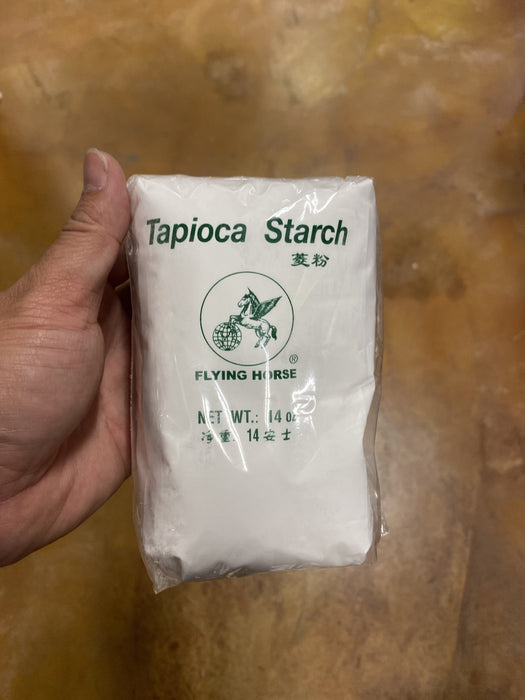 Tapioca Starch
菱粉
®
FLYING HORSE
NET WT.: 14 oz
淨重: 14安士